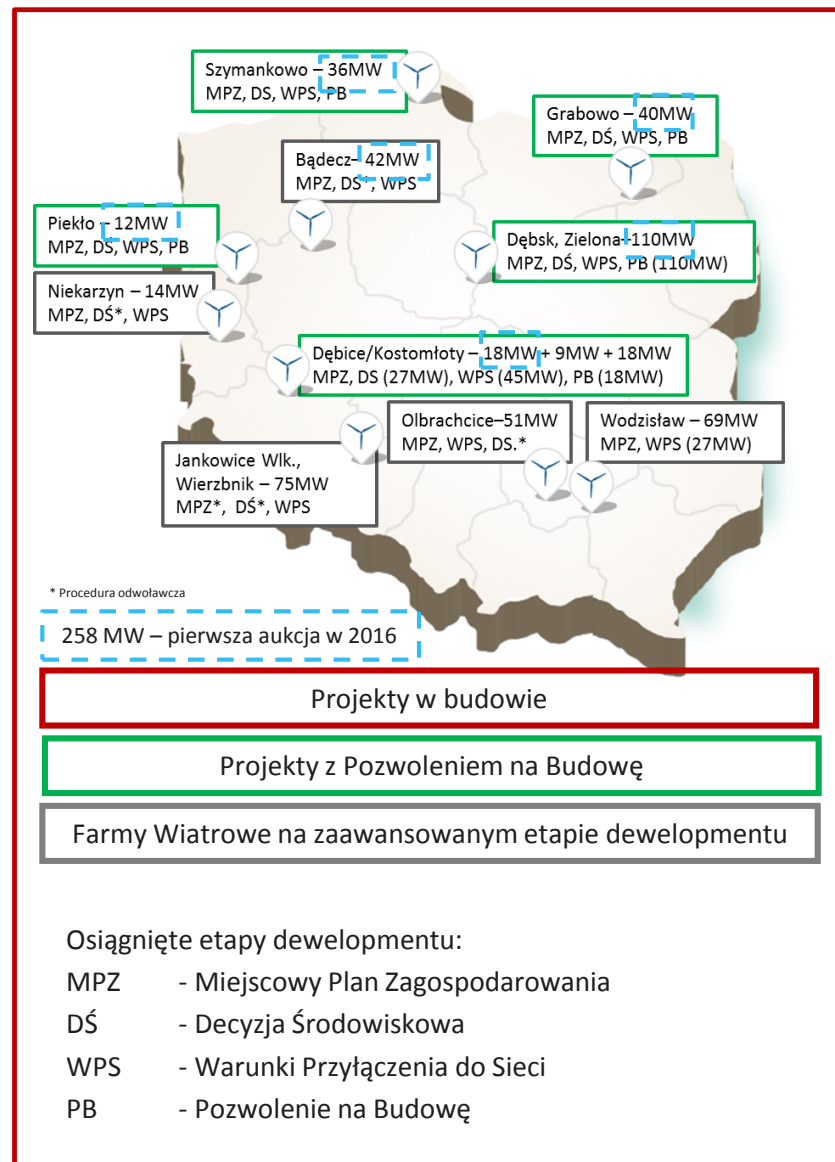 Szymankowo – 36MW
MPZ, DS, WPS, PB
Grabowo – 40MW
MPZ, DŚ, WPS, PB
Bądecz– 42MW
MPZ, DS*, WPS
Piekło – 12MW
MPZ, DŚ, WPS, PB
Dębsk, Zielona–110MW
MPZ, DŚ, WPS, PB (110MW)
Niekarzyn – 14MW
MPZ, DŚ*, WPS
Dębice/Kostomłoty – 18MW + 9MW + 18MW
MPZ, DS (27MW), WPS (45MW), PB (18MW)
Olbrachcice–51MW
MPZ, WPS, DS.*
Wodzisław – 69MW
MPZ, WPS (27MW)
Jankowice Wlk.,
Wierzbnik – 75MW
MPZ*, DŚ*, WPS
* Procedura odwoławcza
258 MW – pierwsza aukcja w 2016
Projekty w budowie
Projekty z Pozwoleniem na Budowę
Farmy Wiatrowe na zaawansowanym etapie dewelopmentu
Osiągnięte etapy dewelopmentu:
MPZ - Miejscowy Plan Zagospodarowania
DŚ - Decyzja Środowiskowa
WPS - Warunki Przyłączenia do Sieci
PB - Pozwolenie na Budowę